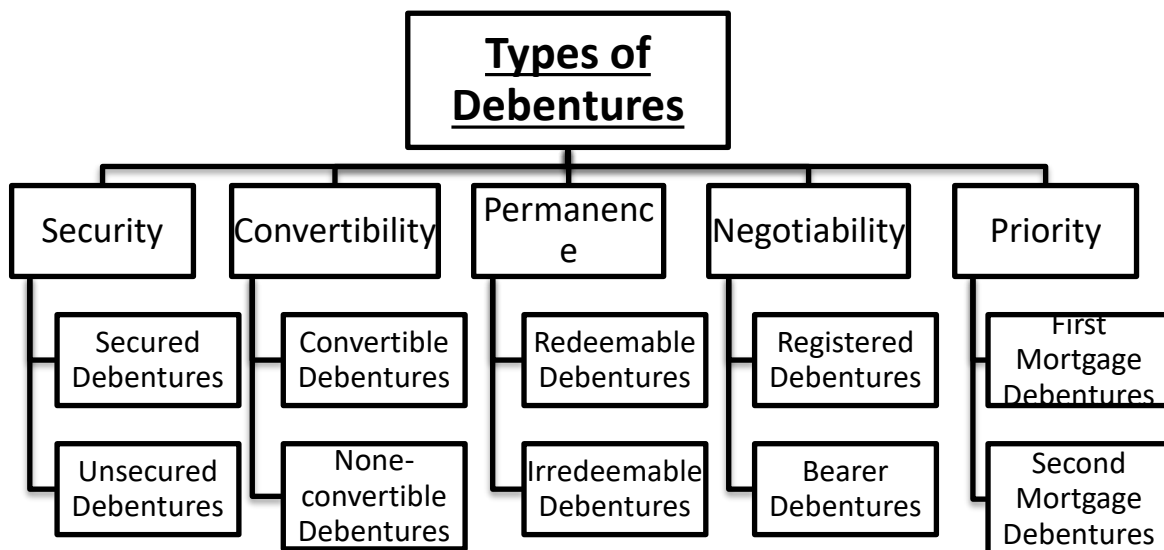 Types of
Debentures
Security
Convertibility
Permanenc
e
Negotiability
Priority
Secured
Debentures
Unsecured
Debentures
Convertible
Debentures
None-
convertible
Debentures
Redeemable
Debentures
Irredeemable
Debentures
Registered
Debentures
Bearer
Debentures
First
Mortgage
Debentures
Second
Mortgage
Debentures